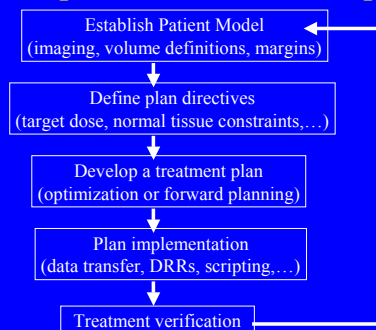 Establish Patient Model
(imaging, volume definitions, margins)
Define plan directives
(target dose, normal tissue constraints,…)
Develop a treatment plan
(optimization or forward planning)
Plan implementation
(data transfer, DRRs, scripting,…)
Treatment verification